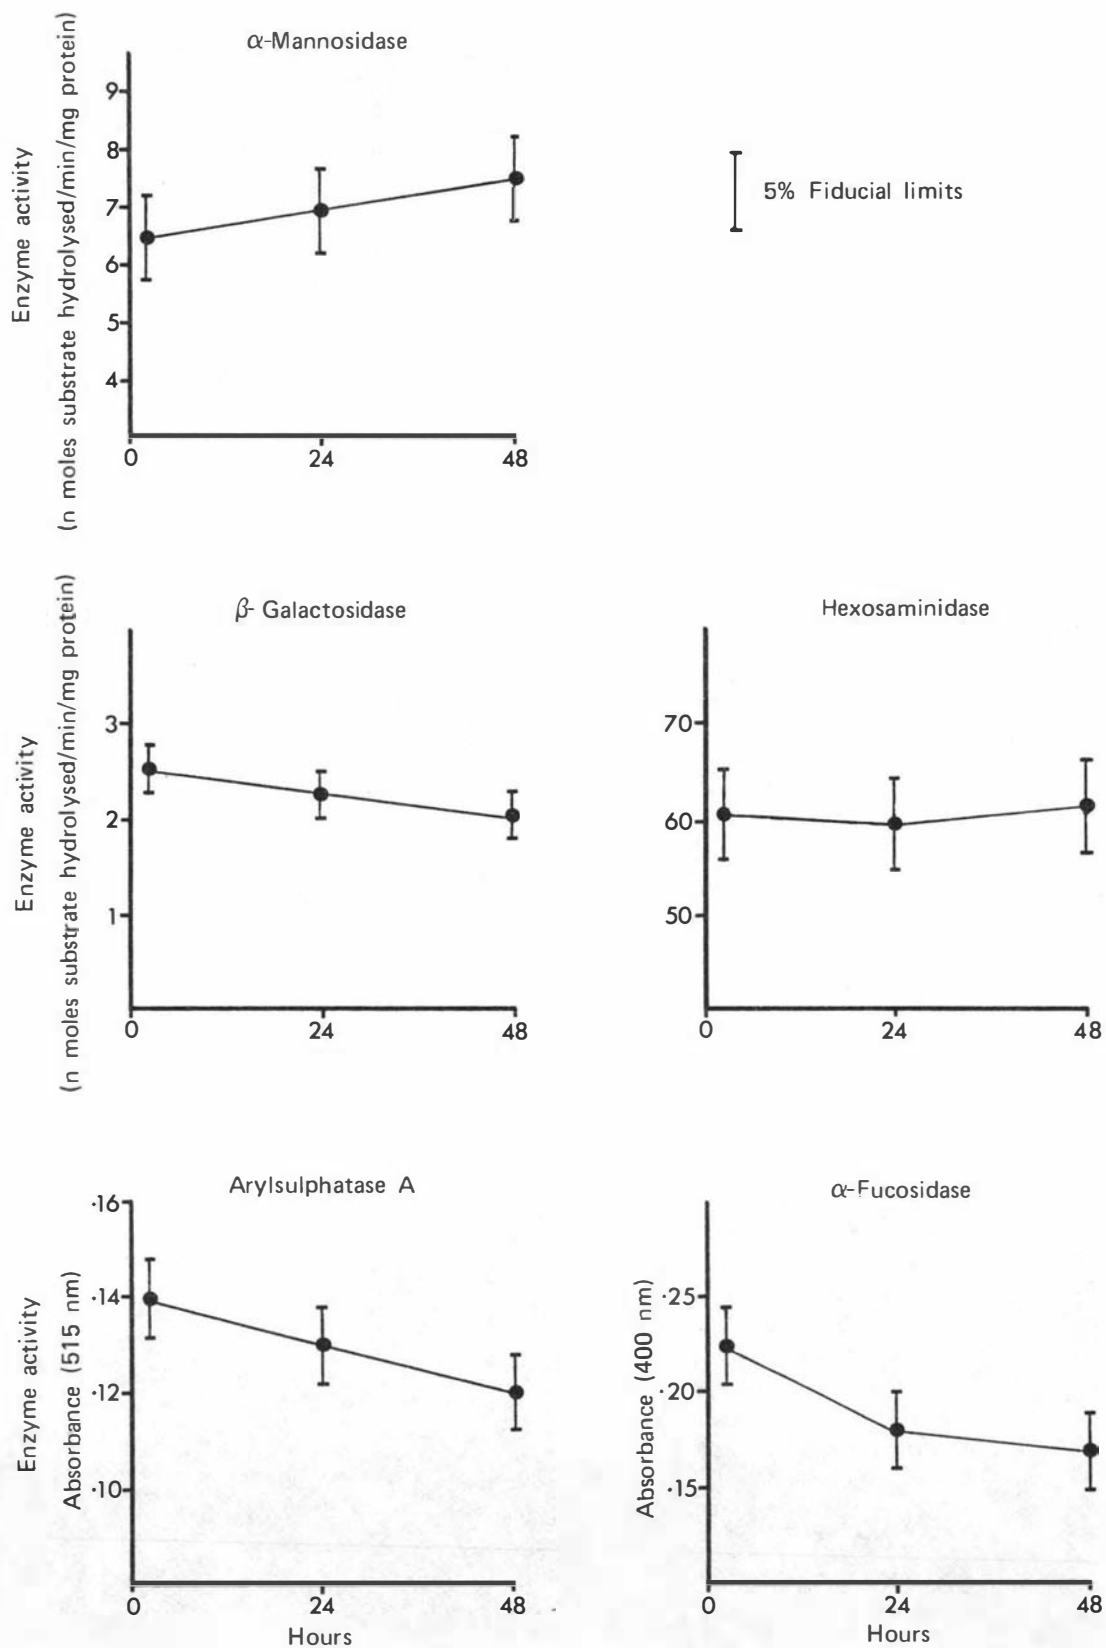 α-Mannosidase
Enzyme activity
(n moles substrate hydrolysed/min/mg protein)
9
8
7
6
5
4
0 24 48
5% Fiducial limits
β- Galactosidase
Enzyme activity
(n moles substrate hydrolysed/min/mg protein)
3
2
1
0 24 48
Hexosaminidase
70
60
50
0 24 48
Arylsulphatase A
Enzyme activity
Absorbance (515 nm)
·16
·14
·12
·10
0 24 48
Hours
α-Fucosidase
Absorbance (400 nm)
·25
·20
·15
0 24 48
Hours